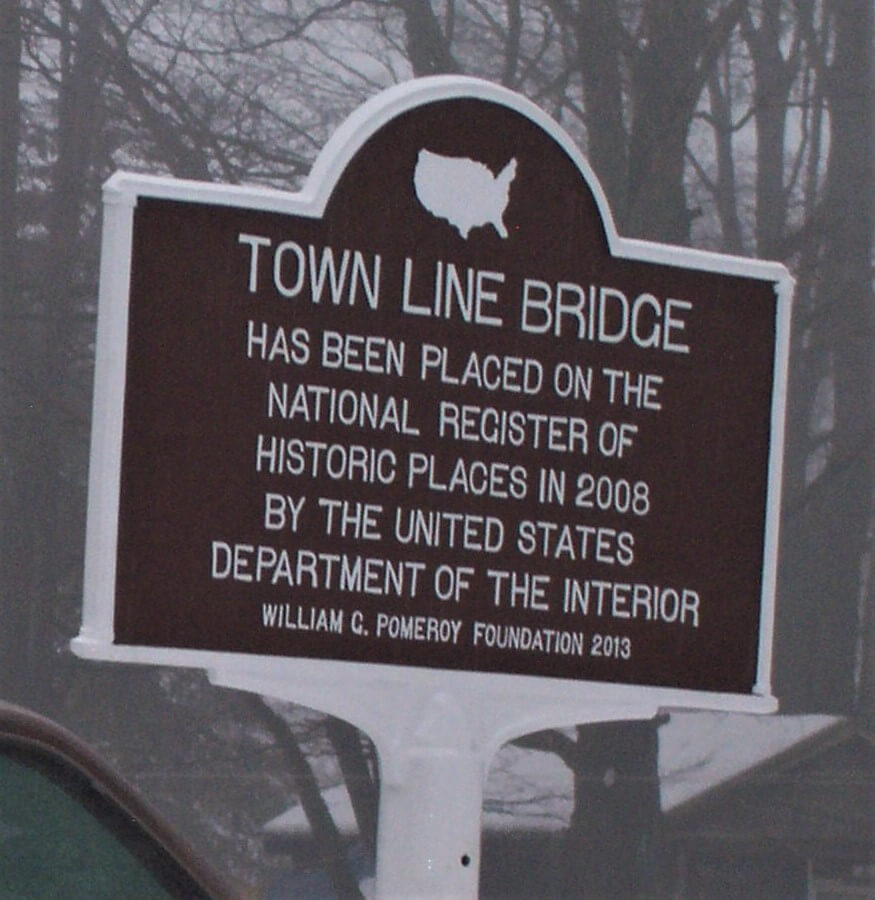 TOWN LINE BRIDGE
HAS BEEN PLACED ON THE
NATIONAL REGISTER OF
HISTORIC PLACES IN 2008
BY THE UNITED STATES
DEPARTMENT OF THE INTERIOR
WILLIAM G. POMEROY FOUNDATION 2013